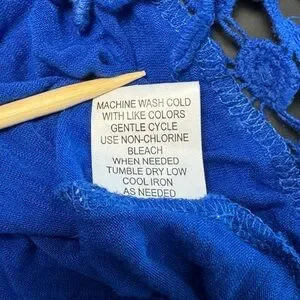 MACHINE WASH COLD
WITH LIKE COLORS
GENTLE CYCLE
USE NON-CHLORINE
BLEACH
WHEN NEEDED
TUMBLE DRY LOW
COOL IRON
AS NEEDED